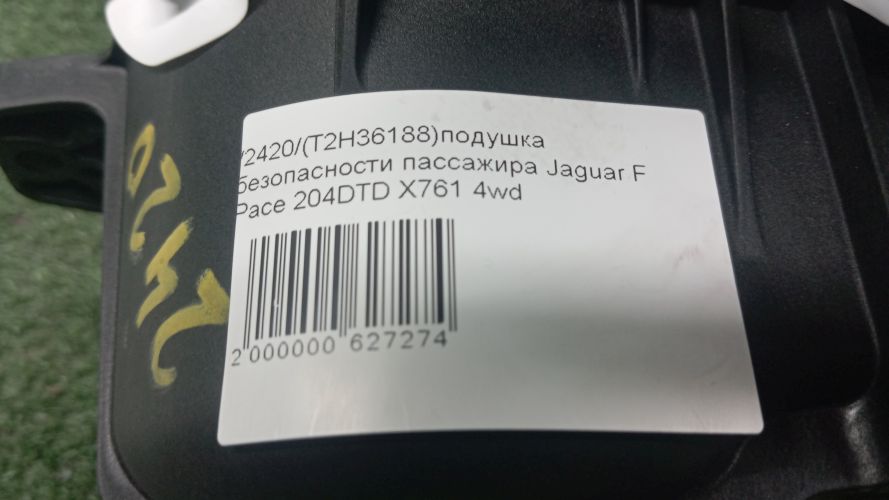 /2420/(T2H36188)подушка
безопасности пассажира Jaguar F
Pace 204DTD X761 4wd
2 000000 627274
2420